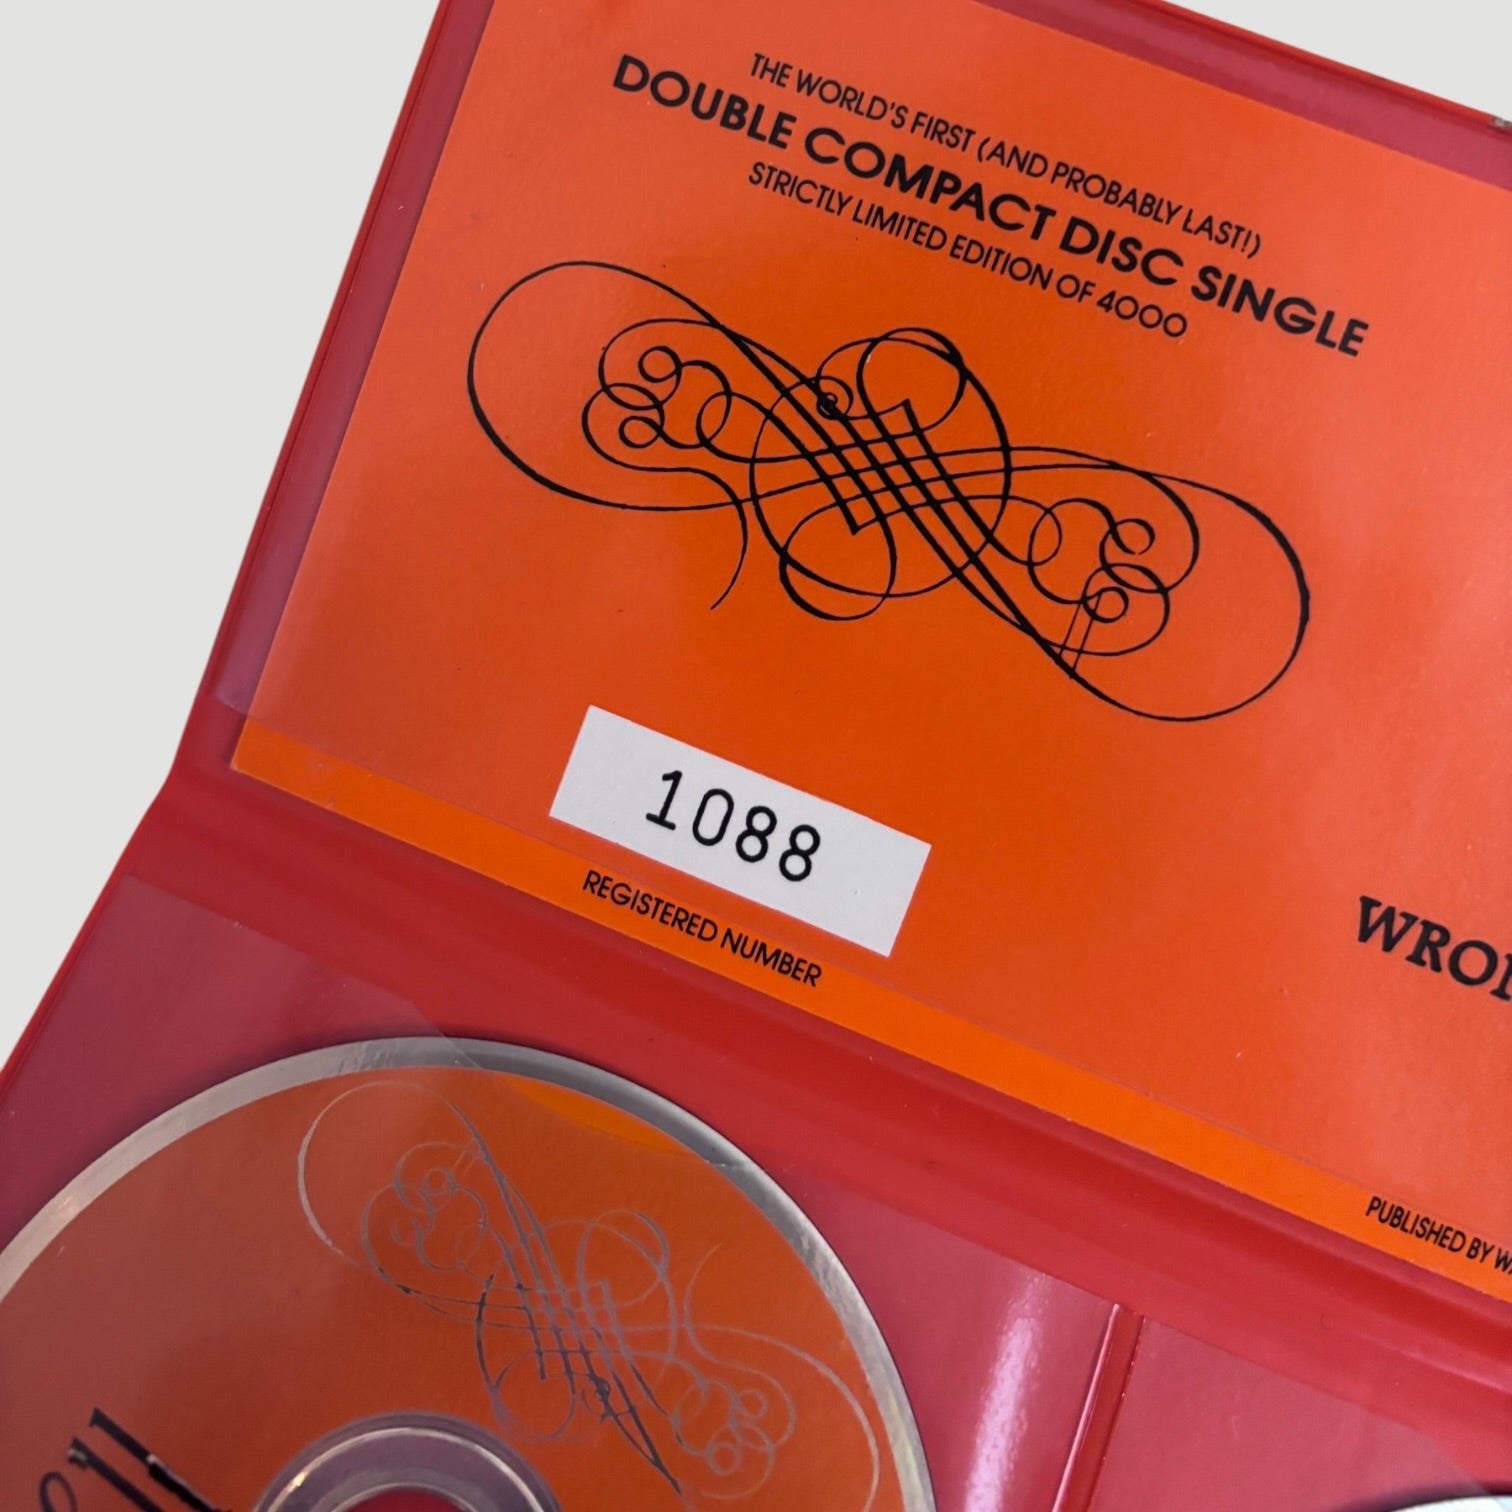 THE WORLD'S FIRST (AND PROBABLY LAST!)
DOUBLE COMPACT DISC SINGLE
STRICTLY LIMITED EDITION OF 4000
1088
REGISTERED NUMBER
PUBLISHED BY